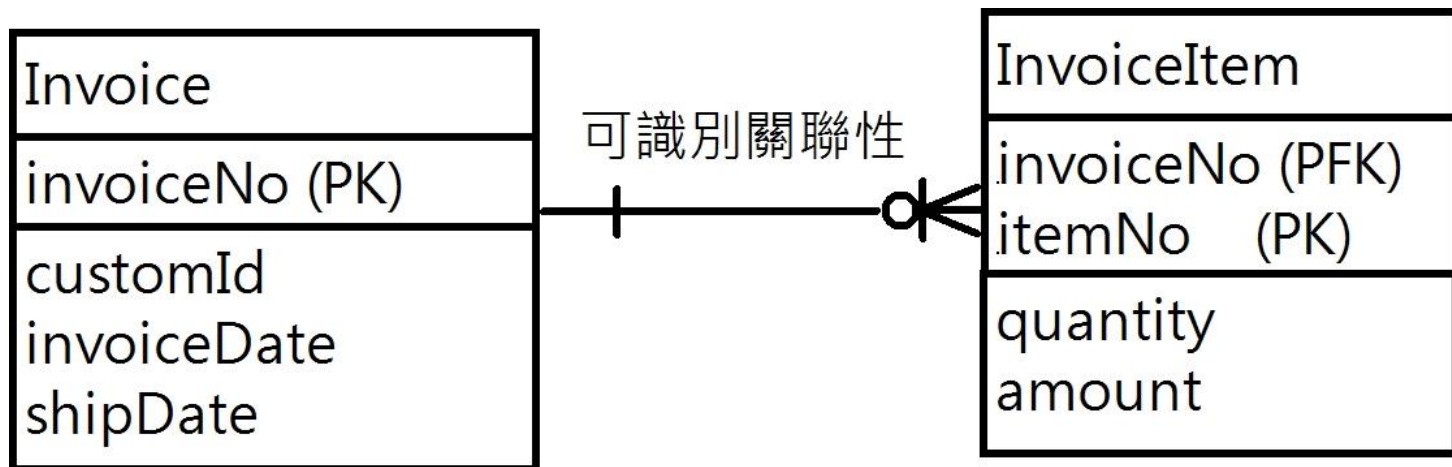 Invoice
invoiceNo (PK)
customId
invoiceDate
shipDate
可識別關聯性
InvoiceItem
invoiceNo (PFK)
itemNo (PK)
quantity
amount